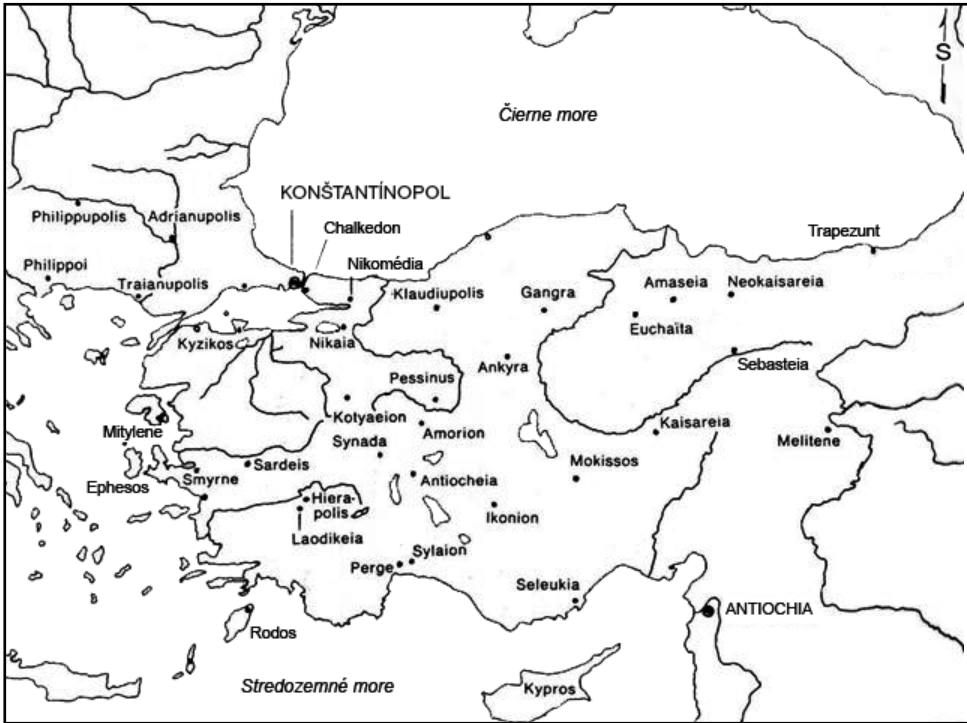 S
Čierne more
KONŠTANTÍNOPOL
Philippupolis
Adrianupolis
Chalkedon
Trapezunt
Philippoi
Nikomédia
Traianupolis
Klaudiupolis
Gangra
Amaseia
Neokaisareia
Euchaïta
Kyzikos
Nikaia
Ankyra
Sebasteia
Pessinus
Kotyaeion
Amorion
Kaisareia
Mitylene
Synada
Melitene
Sardeis
Mokissos
Smyrne
Antiocheia
Ephesos
Hiera-
polis
Ikonion
Laodikeia
Sylaion
Perge
Seleukia
ANTIOCHIA
Rodos
Stredozemné more
Kypros